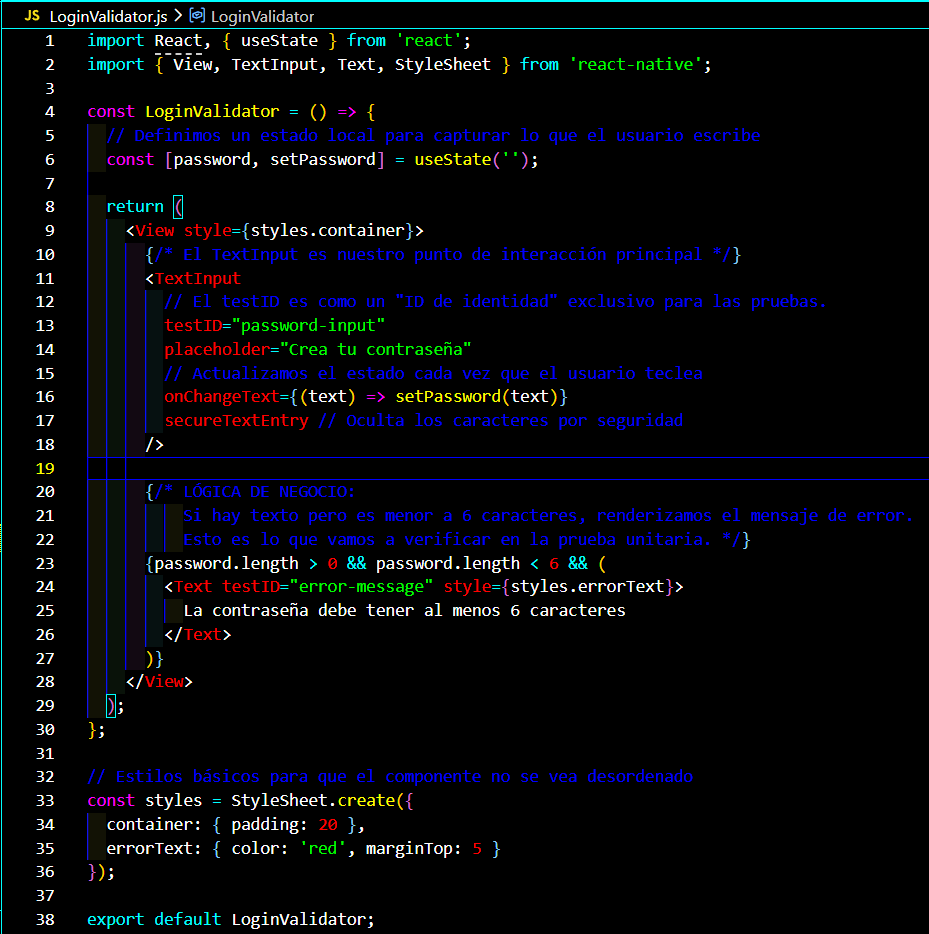 JS LoginValidator.js > LoginValidator
1 import React, { useState } from 'react';
2 import { View, TextInput, Text, StyleSheet } from 'react-native';
3
4 const LoginValidator = () => {
5   // Definimos un estado local para capturar lo que el usuario escribe
6   const [password, setPassword] = useState('');
7
8   return (
9     <View style={styles.container}>
10       {/* El TextInput es nuestro punto de interacción principal */}
11       <TextInput
12         // El testID es como un "ID de identidad" exclusivo para las pruebas.
13         testID="password-input"
14         placeholder="Crea tu contraseña"
15         // Actualizamos el estado cada vez que el usuario teclea
16         onChangeText={(text) => setPassword(text)}
17         secureTextEntry // Oculta los caracteres por seguridad
18       />
19
20       {/* LÓGICA DE NEGOCIO:
21           Si hay texto pero es menor a 6 caracteres, renderizamos el mensaje de error.
22           Esto es lo que vamos a verificar en la prueba unitaria. */}
23       {password.length > 0 && password.length < 6 && (
24         <Text testID="error-message" style={styles.errorText}>
25           La contraseña debe tener al menos 6 caracteres
26         </Text>
27       )}
28     </View>
29   );
30 };
31
32 // Estilos básicos para que el componente no se vea desordenado
33 const styles = StyleSheet.create({
34   container: { padding: 20 },
35   errorText: { color: 'red', marginTop: 5 }
36 });
37
38 export default LoginValidator;